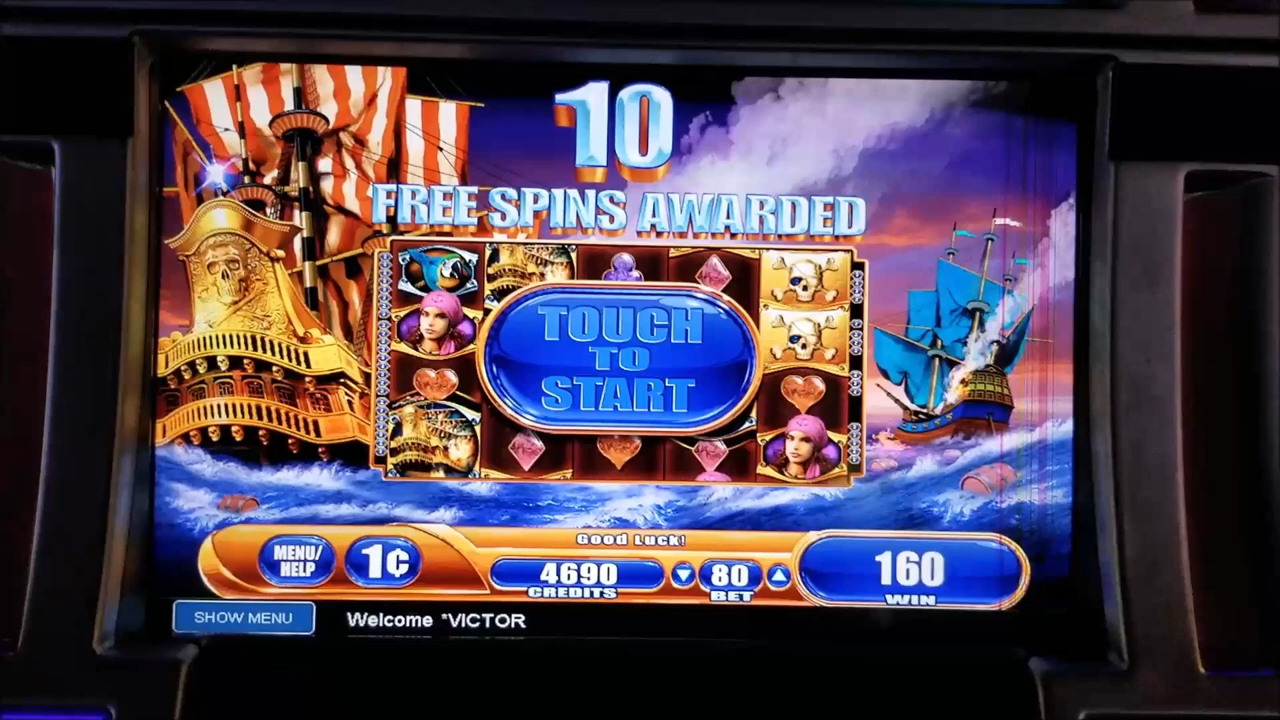 10
FREE SPINS AWARDED
TOUCH
TO
START
Good Luck!
MENU/
HELP
1¢
4690
CREDITS
80
BET
160
WIN
SHOW MENU
Welcome *VICTOR